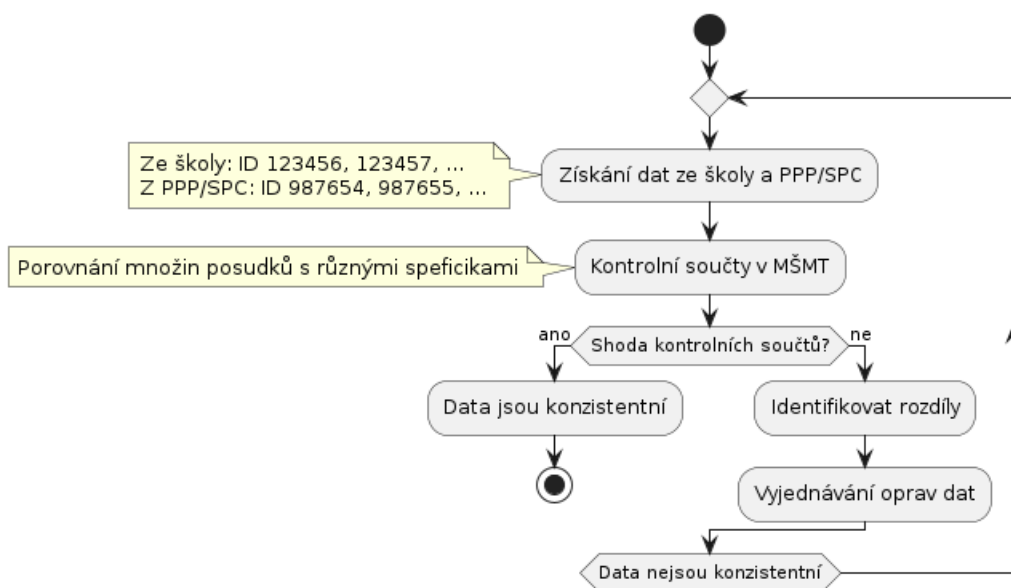 Ze školy: ID 123456, 123457, ...
Z PPP/SPC: ID 987654, 987655, ...
Získání dat ze školy a PPP/SPC
Porovnání množin posudků s různými speficikami
Kontrolní součty v MŠMT
ano
Shoda kontrolních součtů?
ne
Data jsou konzistentní
Identifikovat rozdíly
Vyjednávání oprav dat
Data nejsou konzistentní